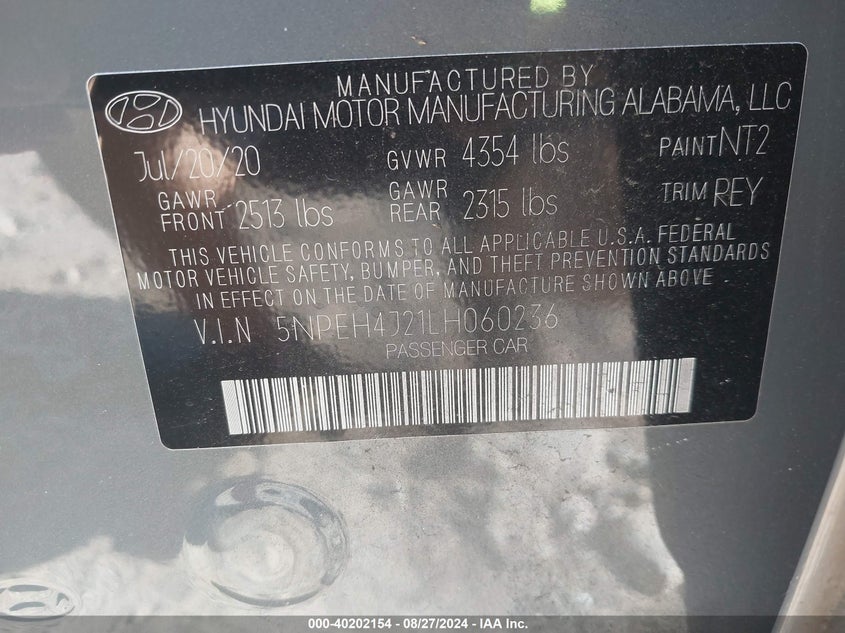 MANUFACTURED BY
HYUNDAI MOTOR MANUFACTURING ALABAMA, LLC
Jul/20/20 GVWR 4354 lbs PAINT NT2
GAWR FRONT 2513 lbs GAWR REAR 2315 lbs TRIM REY
THIS VEHICLE CONFORMS TO ALL APPLICABLE U.S.A. FEDERAL
MOTOR VEHICLE SAFETY, BUMPER, AND THEFT PREVENTION STANDARDS
IN EFFECT ON THE DATE OF MANUFACTURE SHOWN ABOVE
V.I.N 5NPEH4J21LH060236
PASSENGER CAR
000-40202154 - 08/27/2024 - IAA Inc.